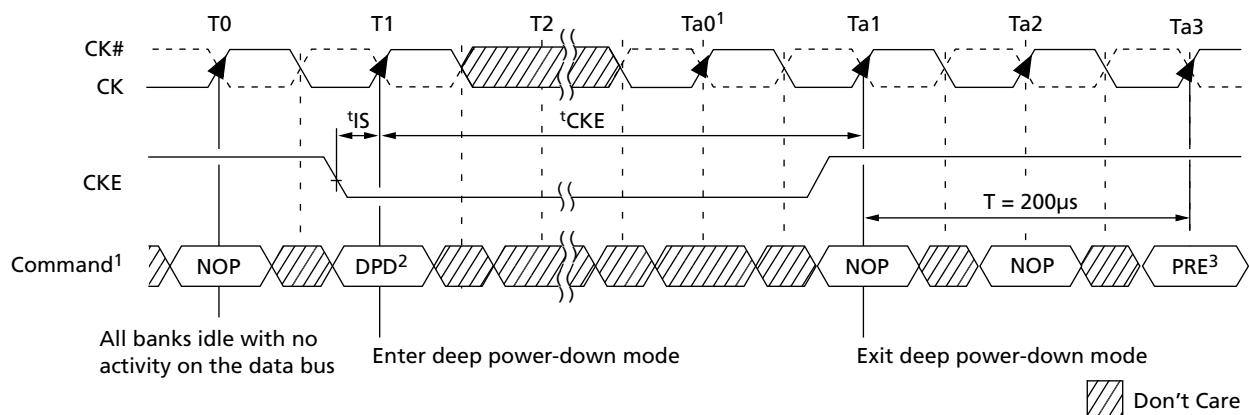 T0 T1 T2 Ta0¹ Ta1 Ta2 Ta3
CK#
CK
ᵗIS ᵗCKE
CKE
T = 200µs
Command¹ NOP DPD² NOP NOP PRE³
All banks idle with no
activity on the data bus
Enter deep power-down mode
Exit deep power-down mode
Don't Care